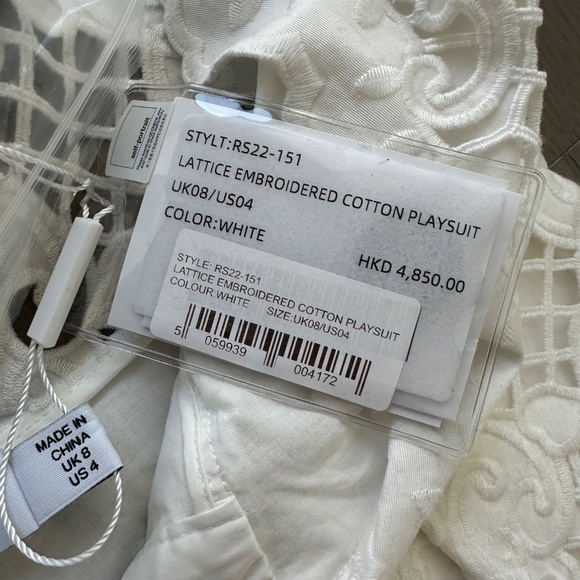 self-portrait
STYLT:RS22-151
LATTICE EMBROIDERED COTTON PLAYSUIT
UK08/US04
COLOR:WHITE
HKD 4,850.00
STYLE: RS22-151
LATTICE EMBROIDERED COTTON PLAYSUIT
COLOUR:WHITE SIZE:UK08/US04
5 059939 004172
MADE IN
CHINA
UK 8
US 4